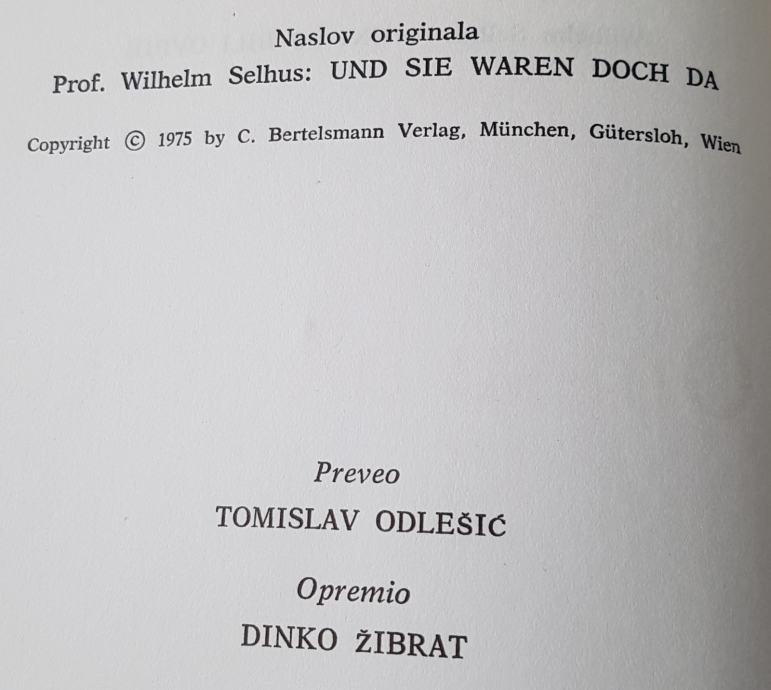 Naslov originala
Prof. Wilhelm Selhus: UND SIE WAREN DOCH DA
Copyright © 1975 by C. Bertelsmann Verlag, München, Gütersloh, Wien
Preveo
TOMISLAV ODLEŠIĆ
Opremio
DINKO ŽIBRAT